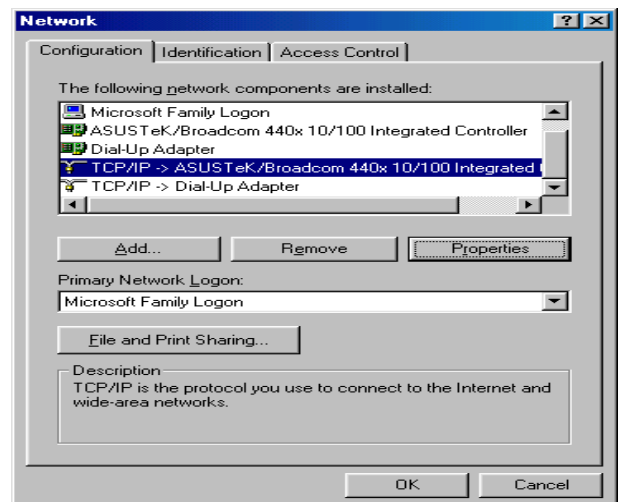 Network
Configuration Identification Access Control
The following network components are installed:
Microsoft Family Logon
ASUSTeK/Broadcom 440x 10/100 Integrated Controller
Dial-Up Adapter
TCP/IP -> ASUSTeK/Broadcom 440x 10/100 Integrated
TCP/IP -> Dial-Up Adapter
Add... Remove Properties
Primary Network Logon:
Microsoft Family Logon
File and Print Sharing...
Description
TCP/IP is the protocol you use to connect to the Internet and
wide-area networks.
OK Cancel